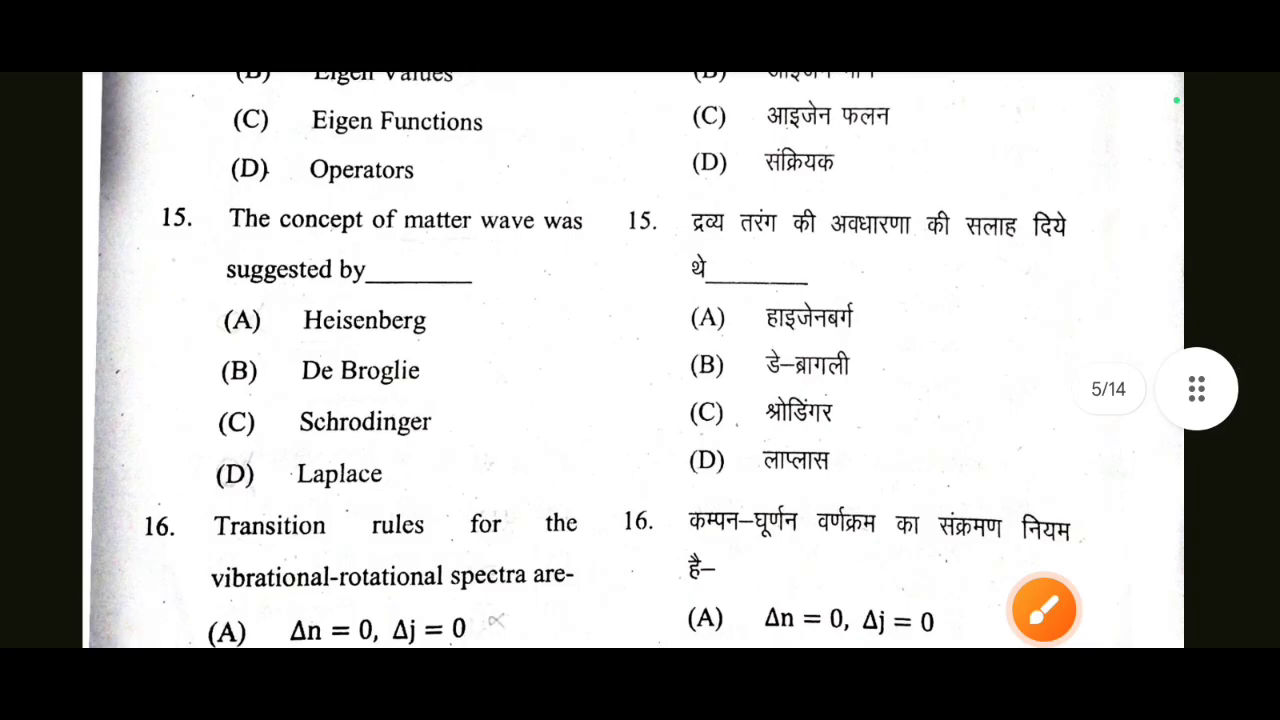 (B) Eigen Values
(C) Eigen Functions
(D) Operators
15. The concept of matter wave was
suggested by________
(A) Heisenberg
(B) De Broglie
(C) Schrodinger
(D) Laplace
16. Transition rules for the
vibrational-rotational spectra are-
(A) Δn = 0, Δj = 0
(B) आइजेन मान
(C) आइजेन फलन
(D) संक्रियक
15. द्रव्य तरंग की अवधारणा की सलाह दिये
थे________
(A) हाइजेनबर्ग
(B) डे–ब्रागली
(C) श्रोडिंगर
(D) लाप्लास
16. कम्पन–घूर्णन वर्णक्रम का संक्रमण नियम
है–
(A) Δn = 0, Δj = 0
5/14